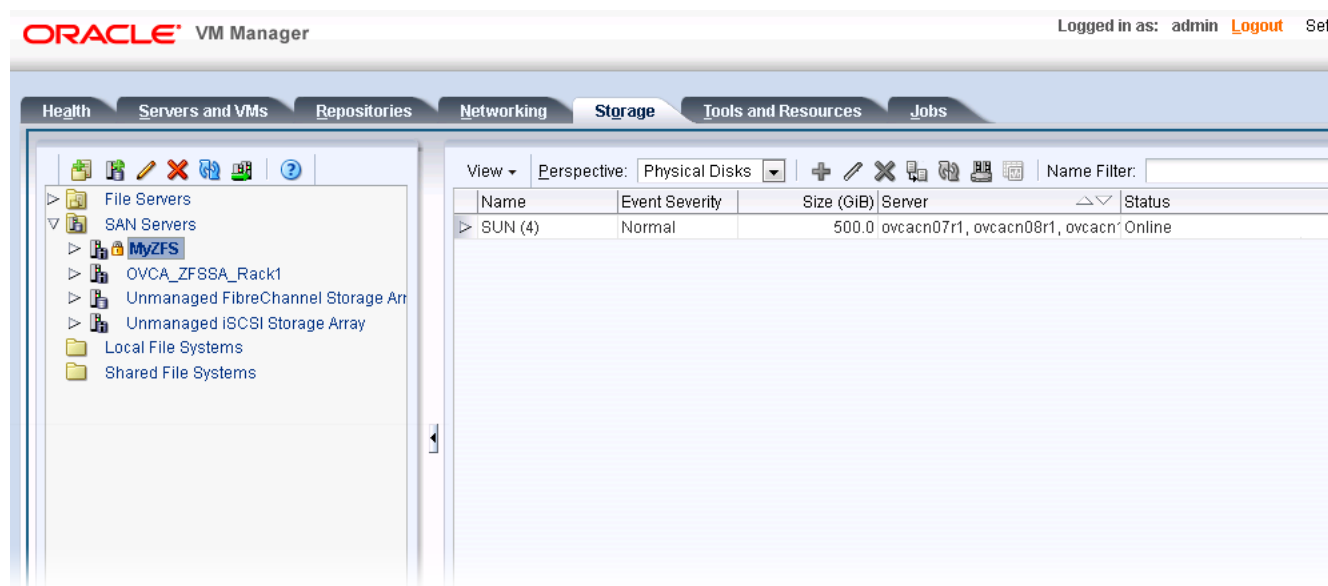 ORACLE VM Manager
Logged in as: admin Logout
Health Servers and VMs Repositories Networking Storage Tools and Resources Jobs
View Perspective: Physical Disks Name Filter:
File Servers
SAN Servers
MyZFS
OVCA_ZFSSA_Rack1
Unmanaged FibreChannel Storage Arr
Unmanaged iSCSI Storage Array
Local File Systems
Shared File Systems
Name Event Severity Size (GiB) Server Status
SUN (4) Normal 500.0 ovcacn07r1, ovcacn08r1, ovcacn Online